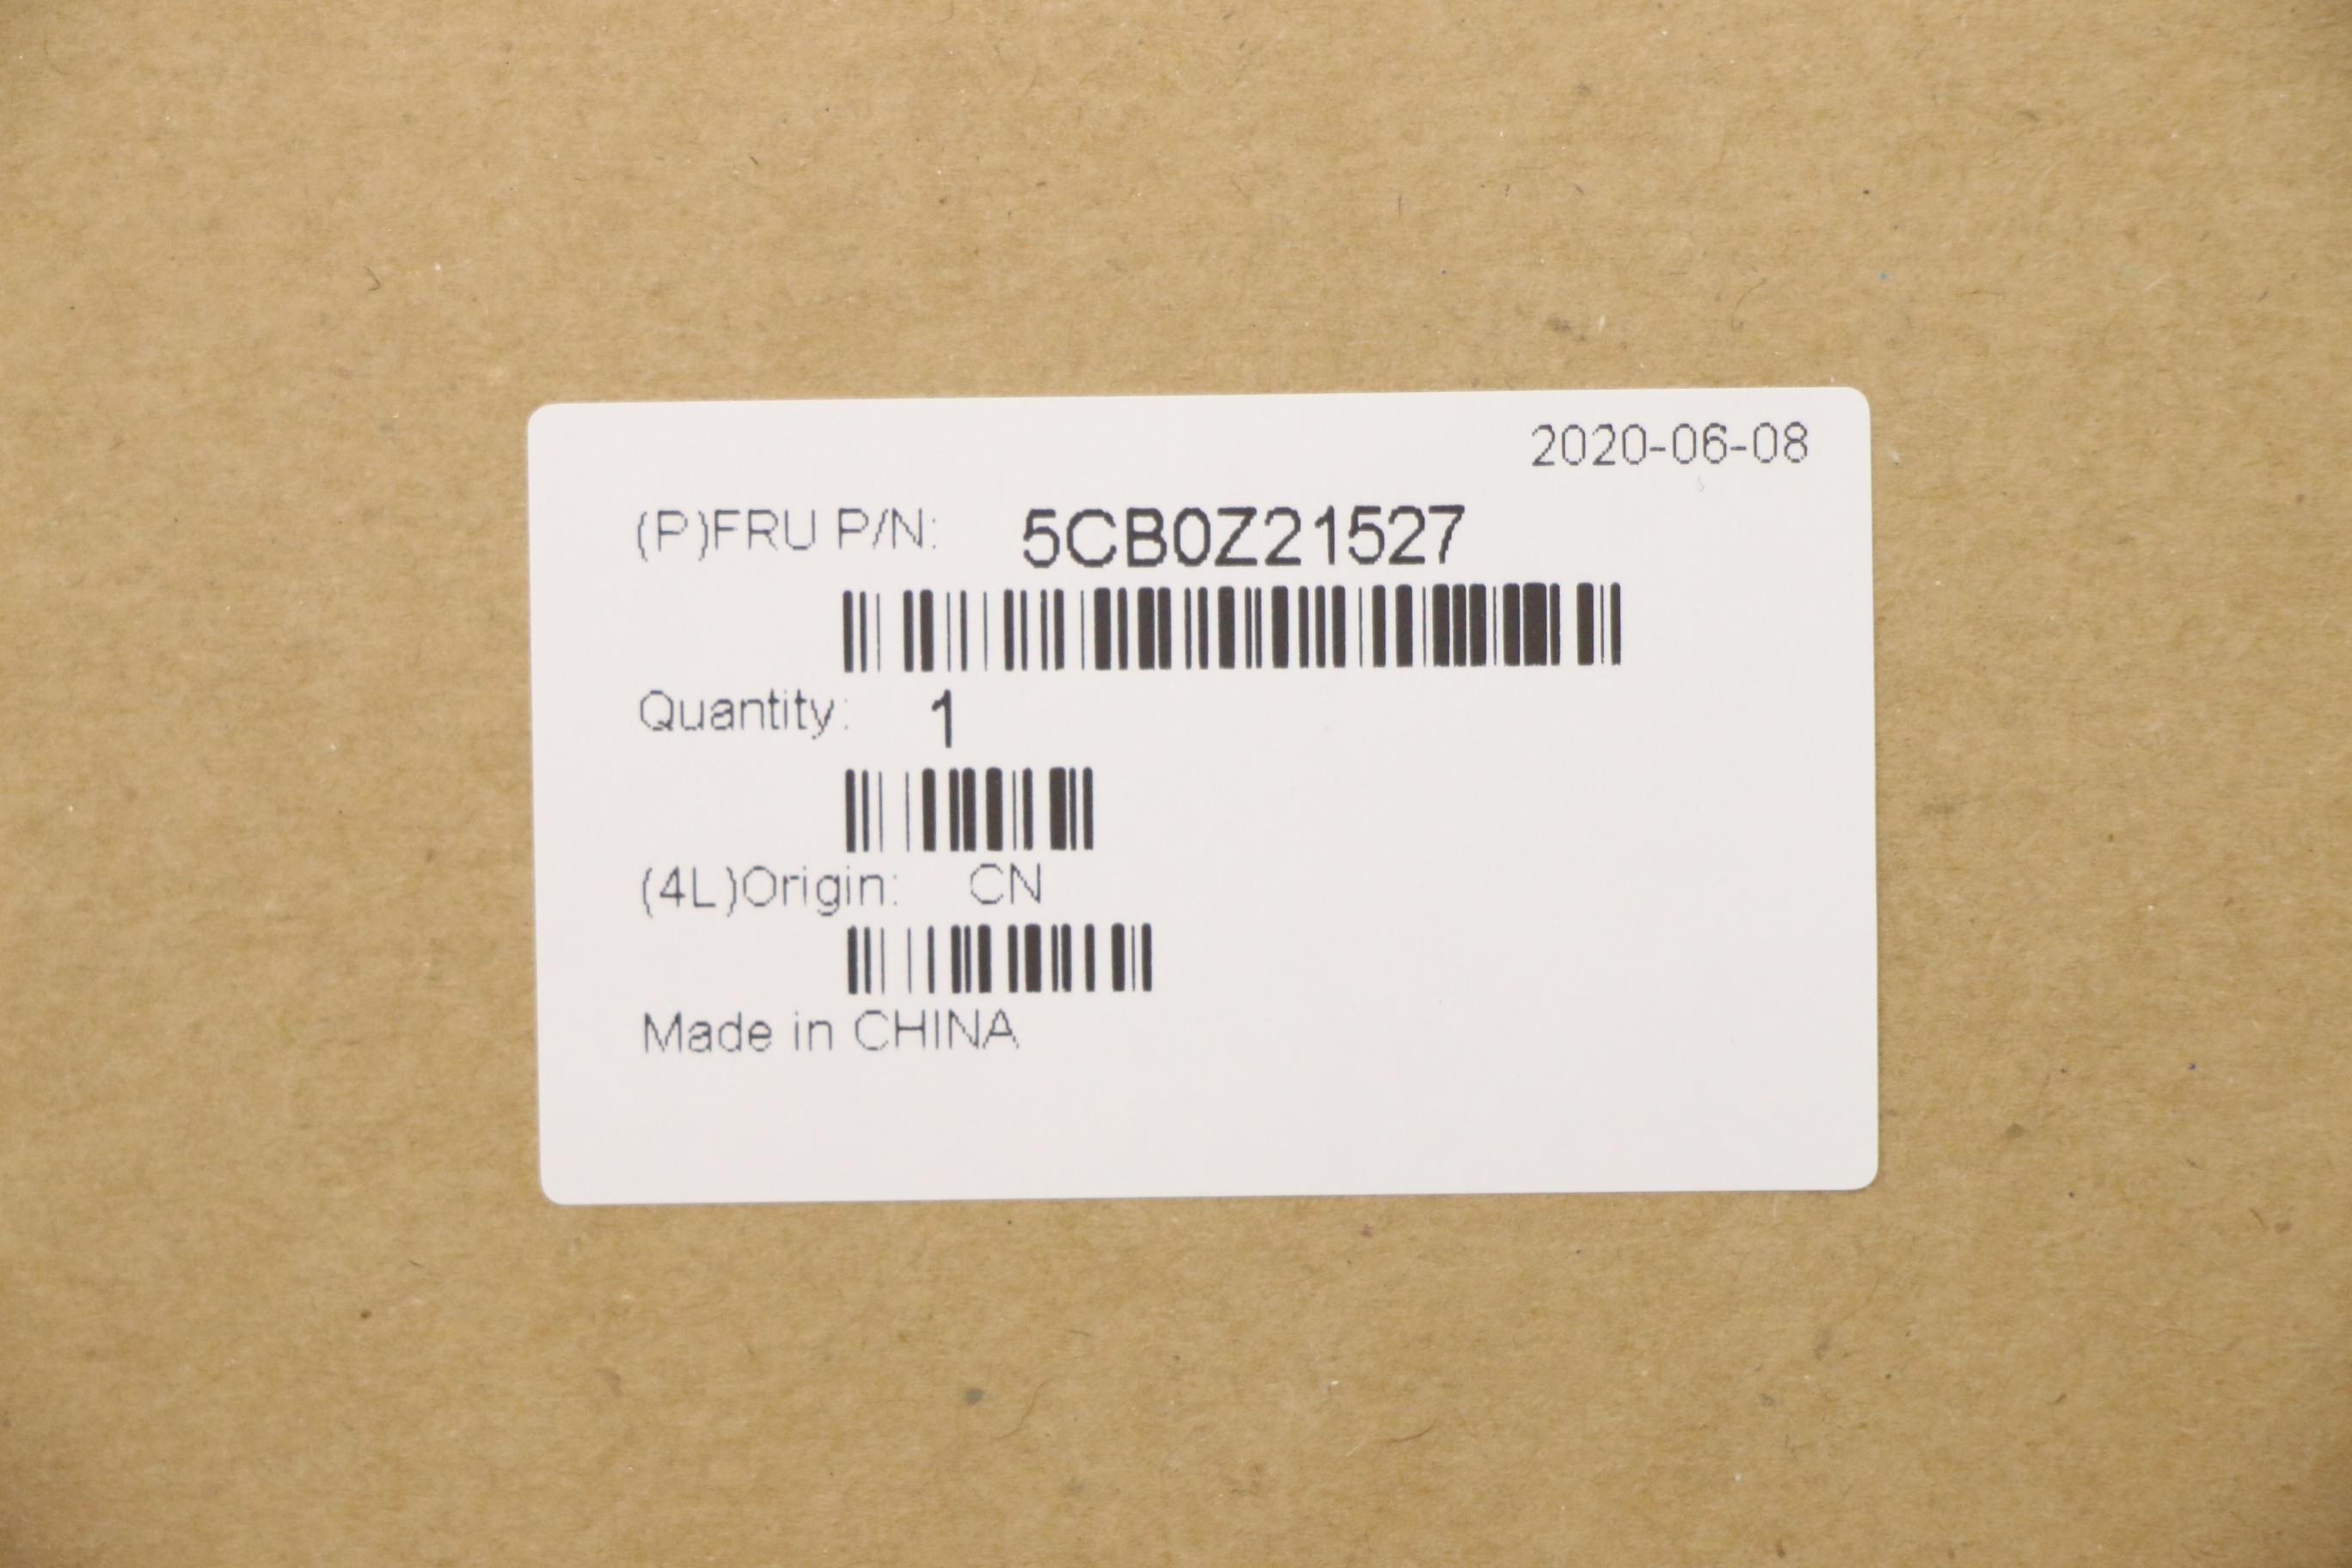 2020-06-08
(P)FRU P/N: 5CB0Z21527
Quantity: 1
(4L)Origin: CN
Made in CHINA